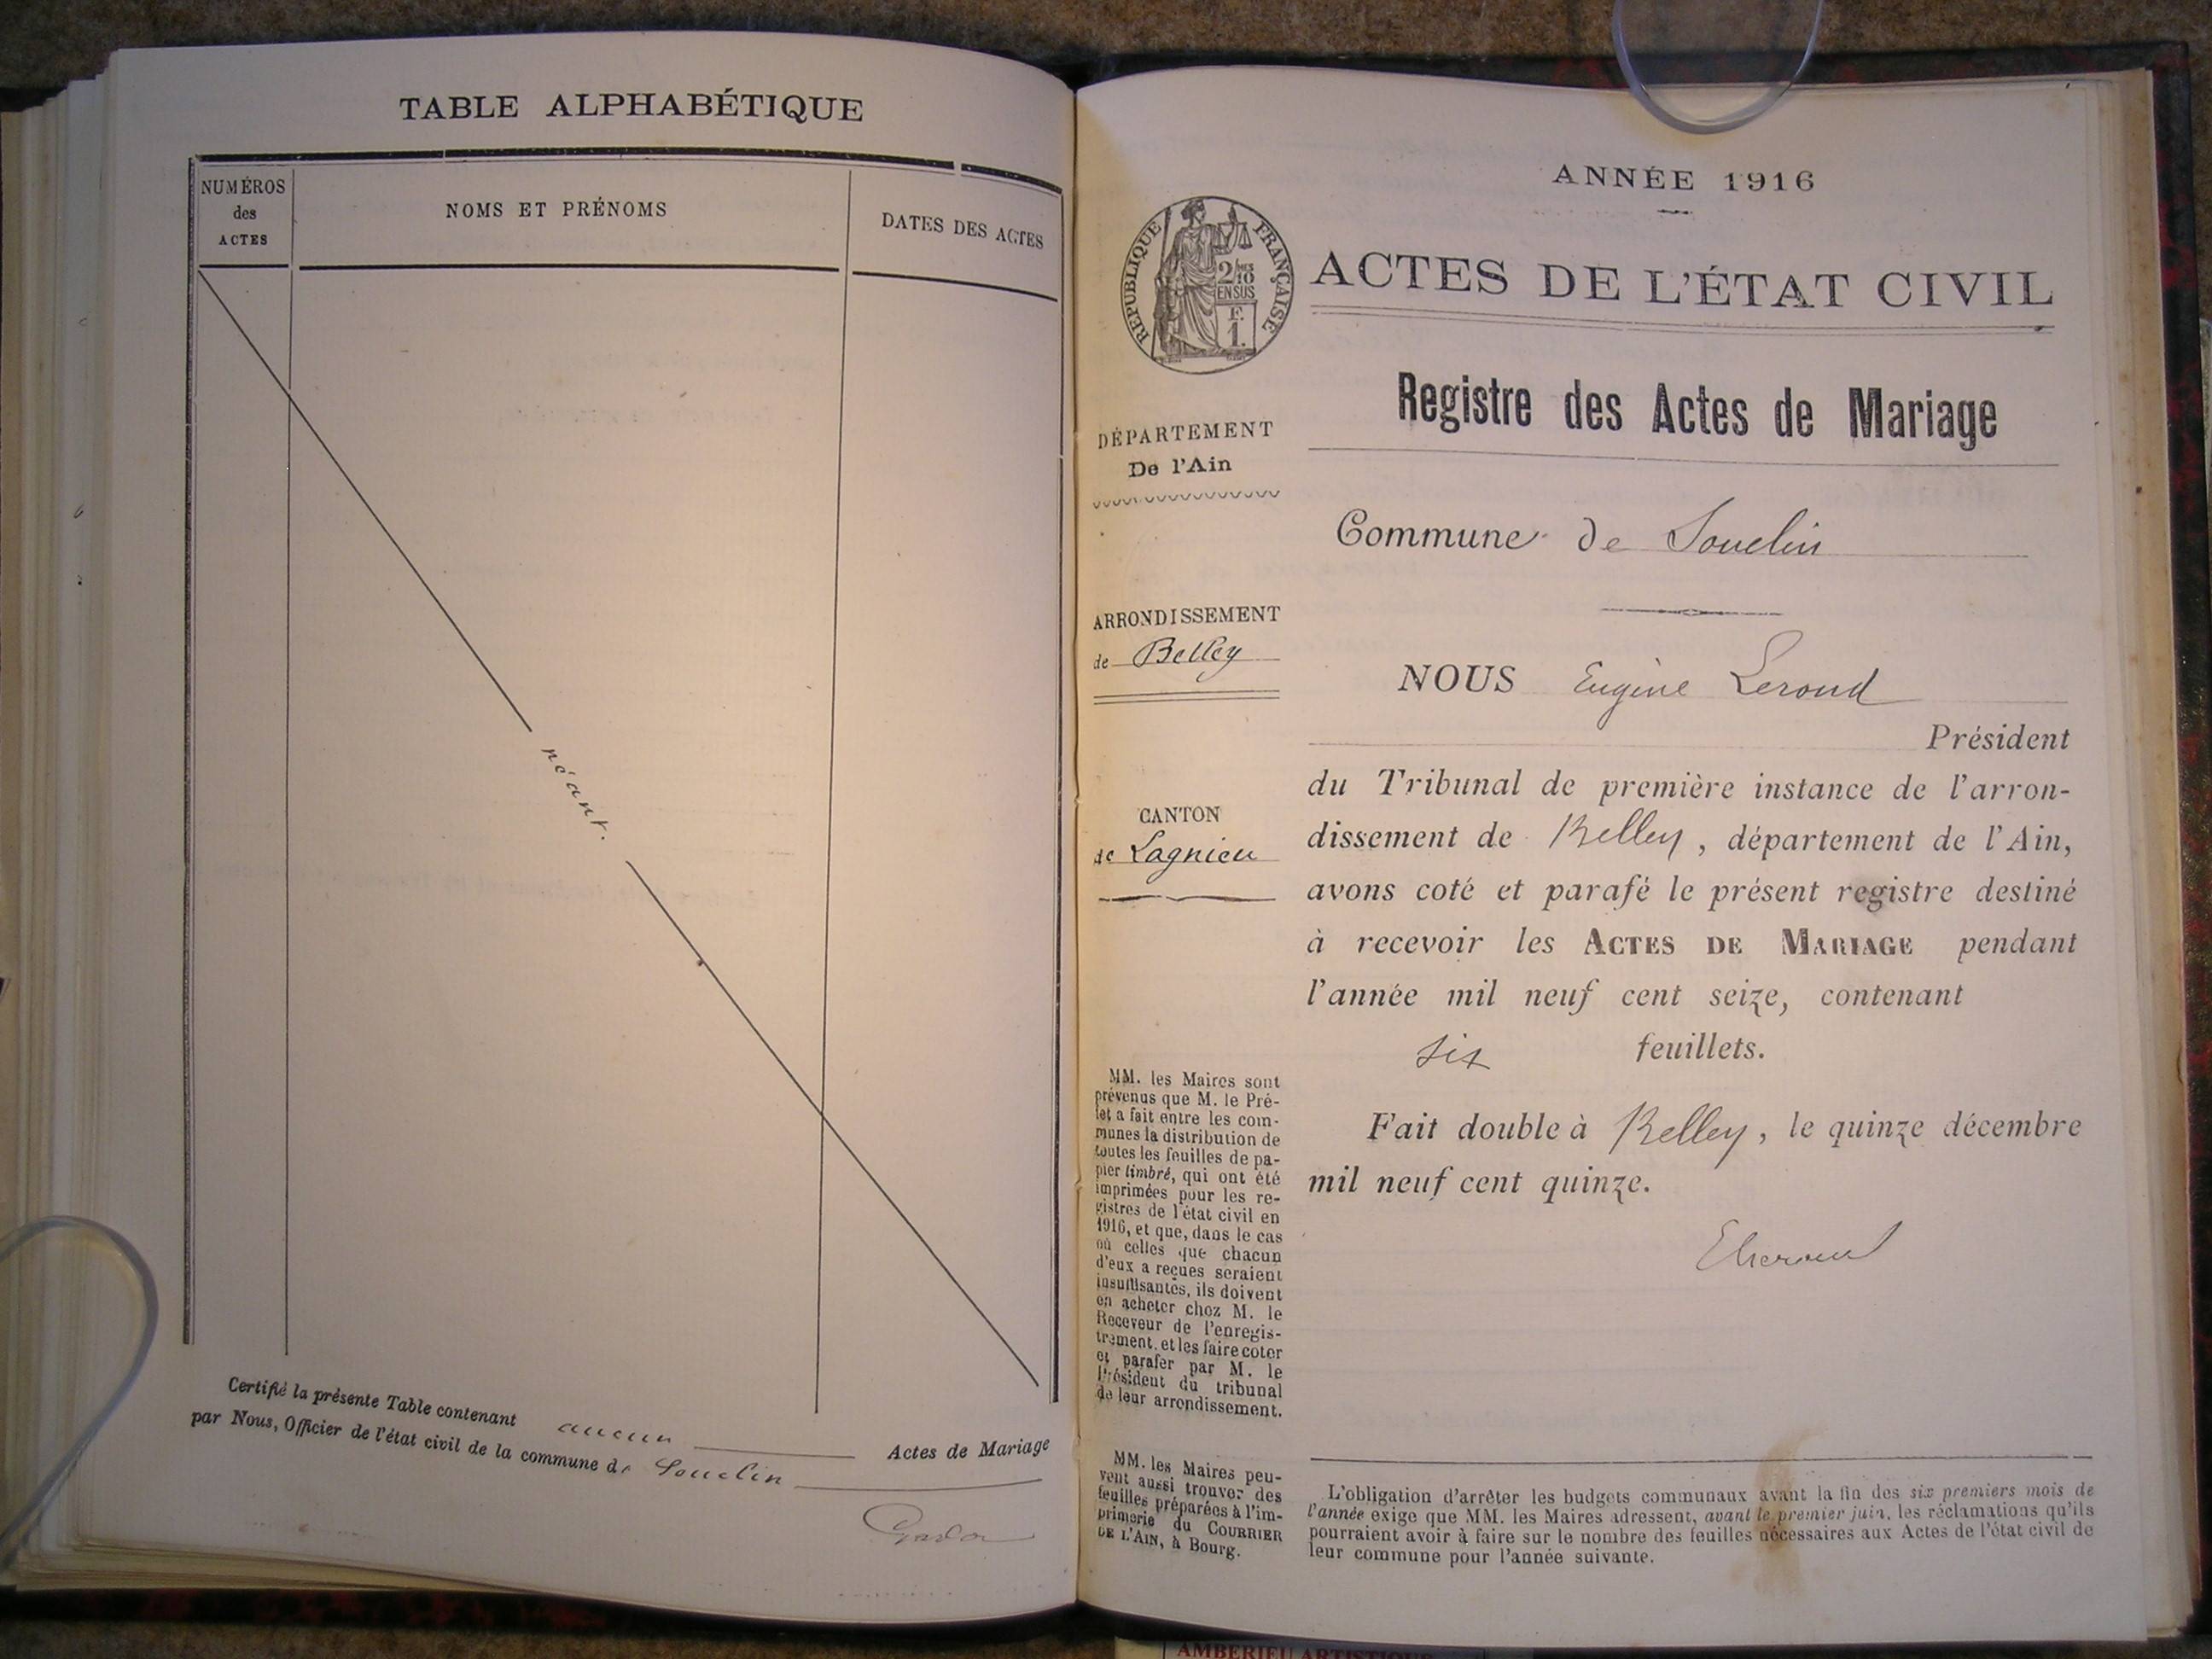 TABLE ALPHABÉTIQUE
NUMÉROS
des
ACTES
NOMS ET PRÉNOMS
DATES DES ACTES
néant.
Certifié la présente Table contenant aucun Actes de Mariage
par Nous, Officier de l'état civil de la commune de Souclin
ANNÉE 1916
RÉPUBLIQUE FRANÇAISE
2/10
EN SUS
F.
1.
ACTES DE L'ÉTAT CIVIL
Registre des Actes de Mariage
DÉPARTEMENT
De l'Ain
Commune de Souclin
ARRONDISSEMENT
de Belley
NOUS Eugène Leroud
Président
du Tribunal de première instance de l'arron-
dissement de Belley, département de l'Ain,
avons coté et parafé le présent registre destiné
à recevoir les ACTES DE MARIAGE pendant
l'année mil neuf cent seize, contenant
six feuillets.
Fait double à Belley, le quinze décembre
mil neuf cent quinze.
CANTON
de Lagnieu
MM. les Maires sont
prévenus que M. le Pré-
fet a fait entre les com-
munes la distribution de
toutes les feuilles de pa-
pier timbré, qui ont été
imprimées pour les re-
gistres de l'état civil en
1916, et que, dans le cas
où celles que chacun
d'eux a reçues seraient
insuffisantes, ils doivent
en acheter chez M. le
Receveur de l'enregis-
trement, et les faire coter
et parafer par M. le
Président du tribunal
de leur arrondissement.
MM. les Maires peu-
vent aussi trouver des
feuilles préparées à l'im-
primerie du COURRIER
DE L'AIN, à Bourg.
L'obligation d'arrêter les budgets communaux avant la fin des six premiers mois de
l'année exige que MM. les Maires adressent, avant le premier juin, les réclamations qu'ils
pourraient avoir à faire sur le nombre des feuilles nécessaires aux Actes de l'état civil de
leur commune pour l'année suivante.
AMBERIEU ARTISTIQUE